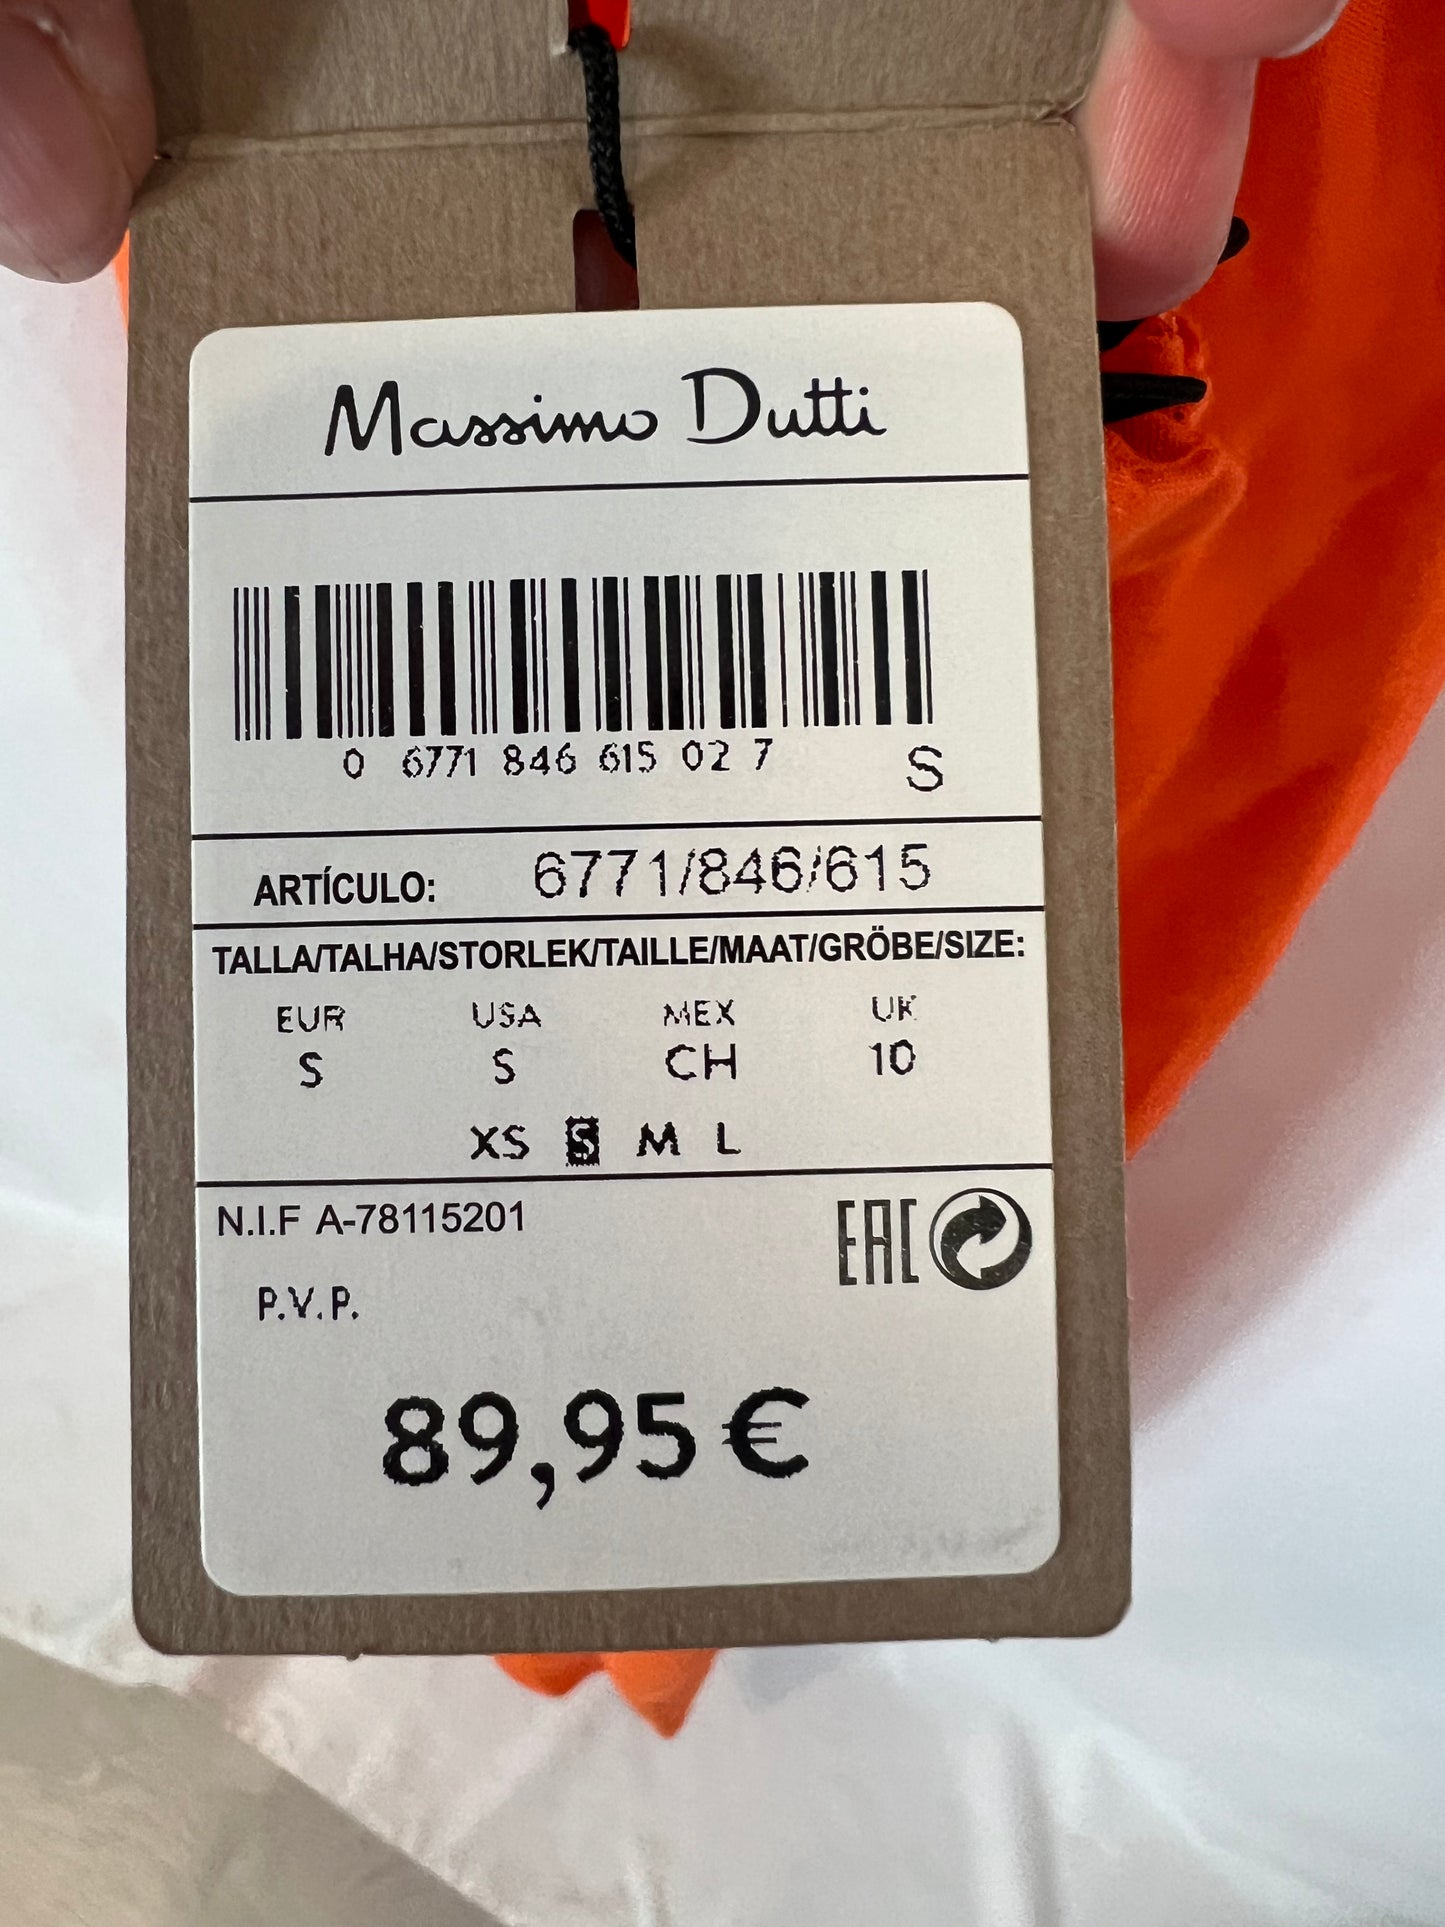 Massimo Dutti
0 6771 846 615 02 7 S
ARTÍCULO: 6771/846/615
TALLA/TALHA/STORLEK/TAILLE/MAAT/GRÖBE/SIZE:
EUR USA MEX UK
S S CH 10
XS S M L
N.I.F A-78115201 EAC
P.V.P.
89,95 €